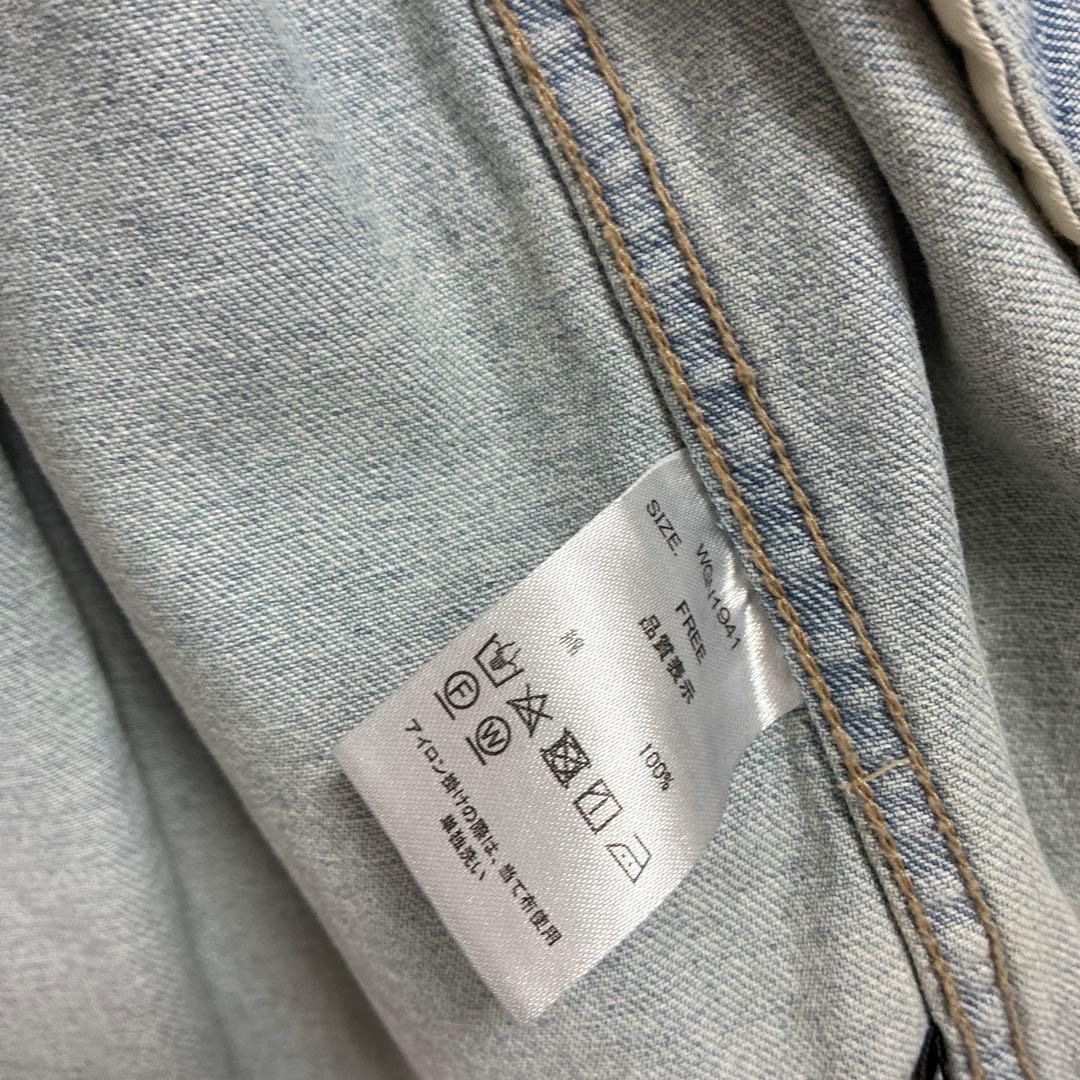 WGN1941
SIZE. FREE
品質表示
綿 100%
F W
アイロン掛けの際は、当て布使用
単独洗い